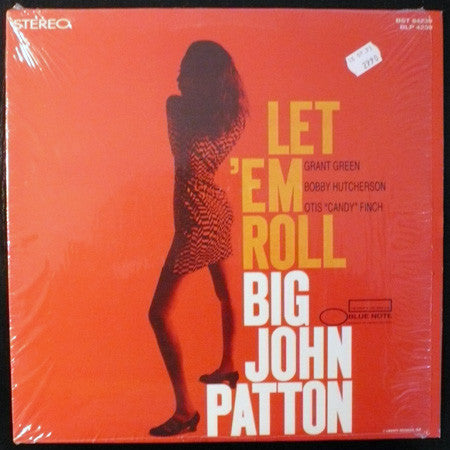 STEREO
BST 84239
BLP 4239
LET
'EM
ROLL
GRANT GREEN
BOBBY HUTCHERSON
OTIS "CANDY" FINCH
BIG
JOHN
PATTON
BLUE NOTE